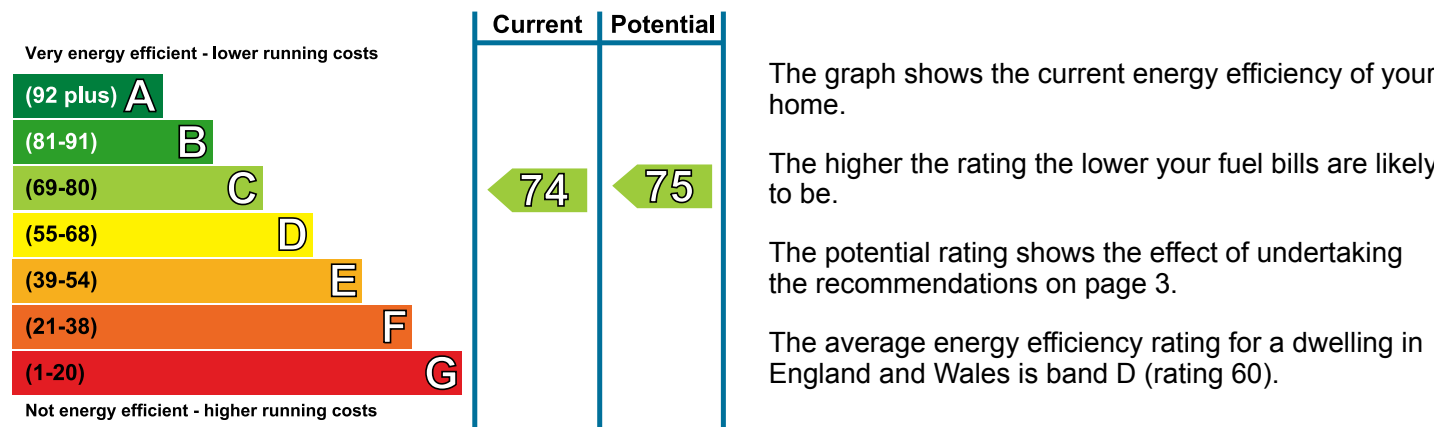 Current Potential
Very energy efficient - lower running costs
(92 plus) A
(81-91) B
(69-80) C
(55-68) D
(39-54) E
(21-38) F
(1-20) G
Not energy efficient - higher running costs
74 75
The graph shows the current energy efficiency of your
home.
The higher the rating the lower your fuel bills are likely
to be.
The potential rating shows the effect of undertaking
the recommendations on page 3.
The average energy efficiency rating for a dwelling in
England and Wales is band D (rating 60).